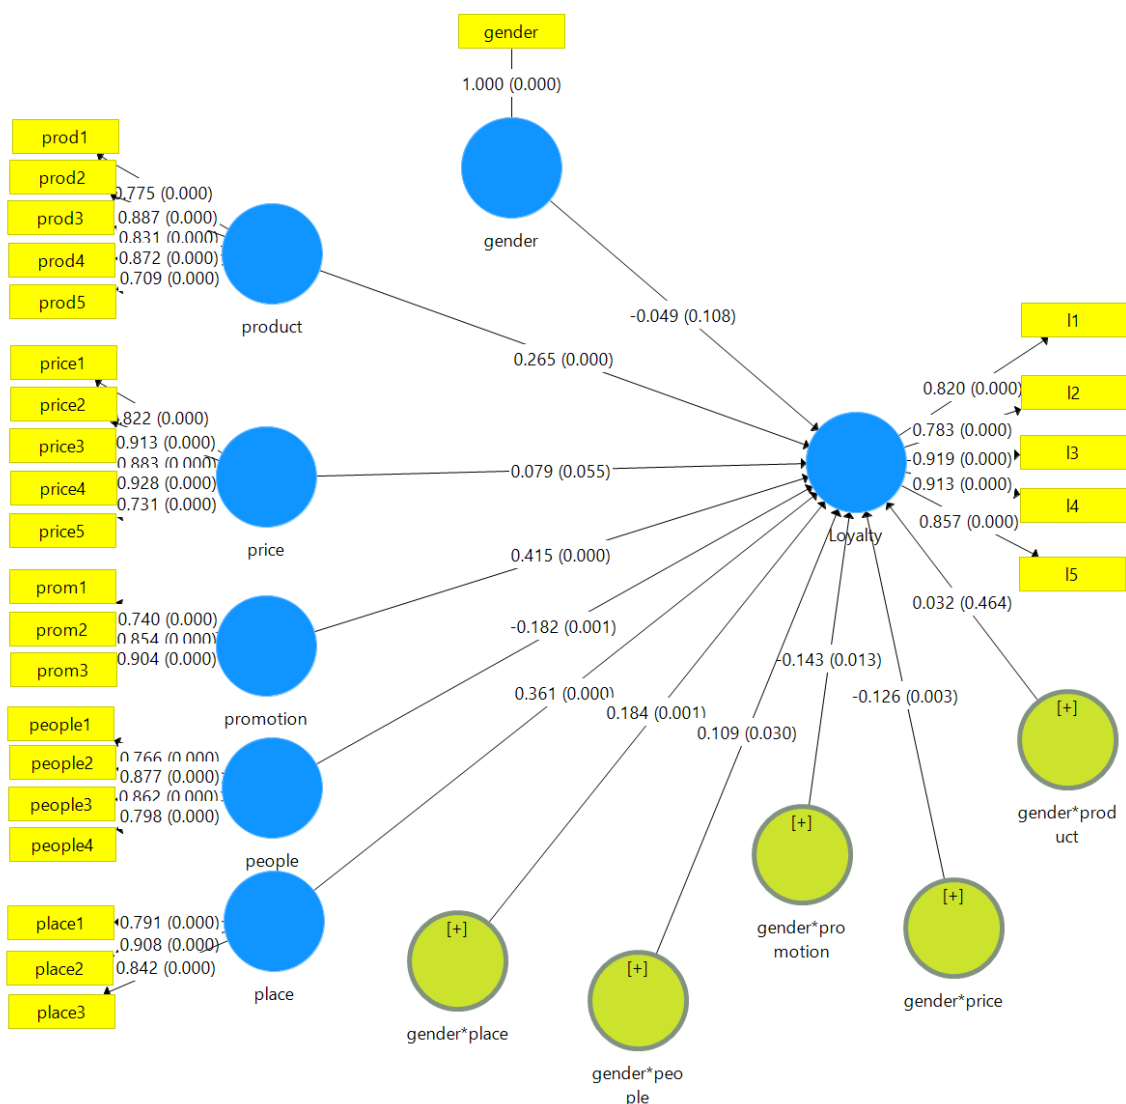 gender
1.000 (0.000)
gender
prod1
prod2
prod3
prod4
prod5
0.775 (0.000)
0.887 (0.000)
0.831 (0.000)
0.872 (0.000)
0.709 (0.000)
product
-0.049 (0.108)
0.265 (0.000)
price1
price2
price3
price4
price5
.822 (0.000)
0.913 (0.000)
0.883 (0.000)
0.928 (0.000)
0.731 (0.000)
price
0.079 (0.055)
l1
l2
l3
l4
l5
0.820 (0.000)
0.783 (0.000)
0.919 (0.000)
0.913 (0.000)
0.857 (0.000)
Loyalty
prom1
prom2
prom3
0.740 (0.000)
0.854 (0.000)
0.904 (0.000)
promotion
0.415 (0.000)
people1
people2
people3
people4
0.766 (0.000)
0.877 (0.000)
0.862 (0.000)
0.798 (0.000)
people
-0.182 (0.001)
place1
place2
place3
0.791 (0.000)
0.908 (0.000)
0.842 (0.000)
place
0.361 (0.000)
0.184 (0.001)
0.109 (0.030)
-0.143 (0.013)
-0.126 (0.003)
0.032 (0.464)
[+]
gender*place
[+]
gender*peo
ple
[+]
gender*pro
motion
[+]
gender*price
[+]
gender*prod
uct